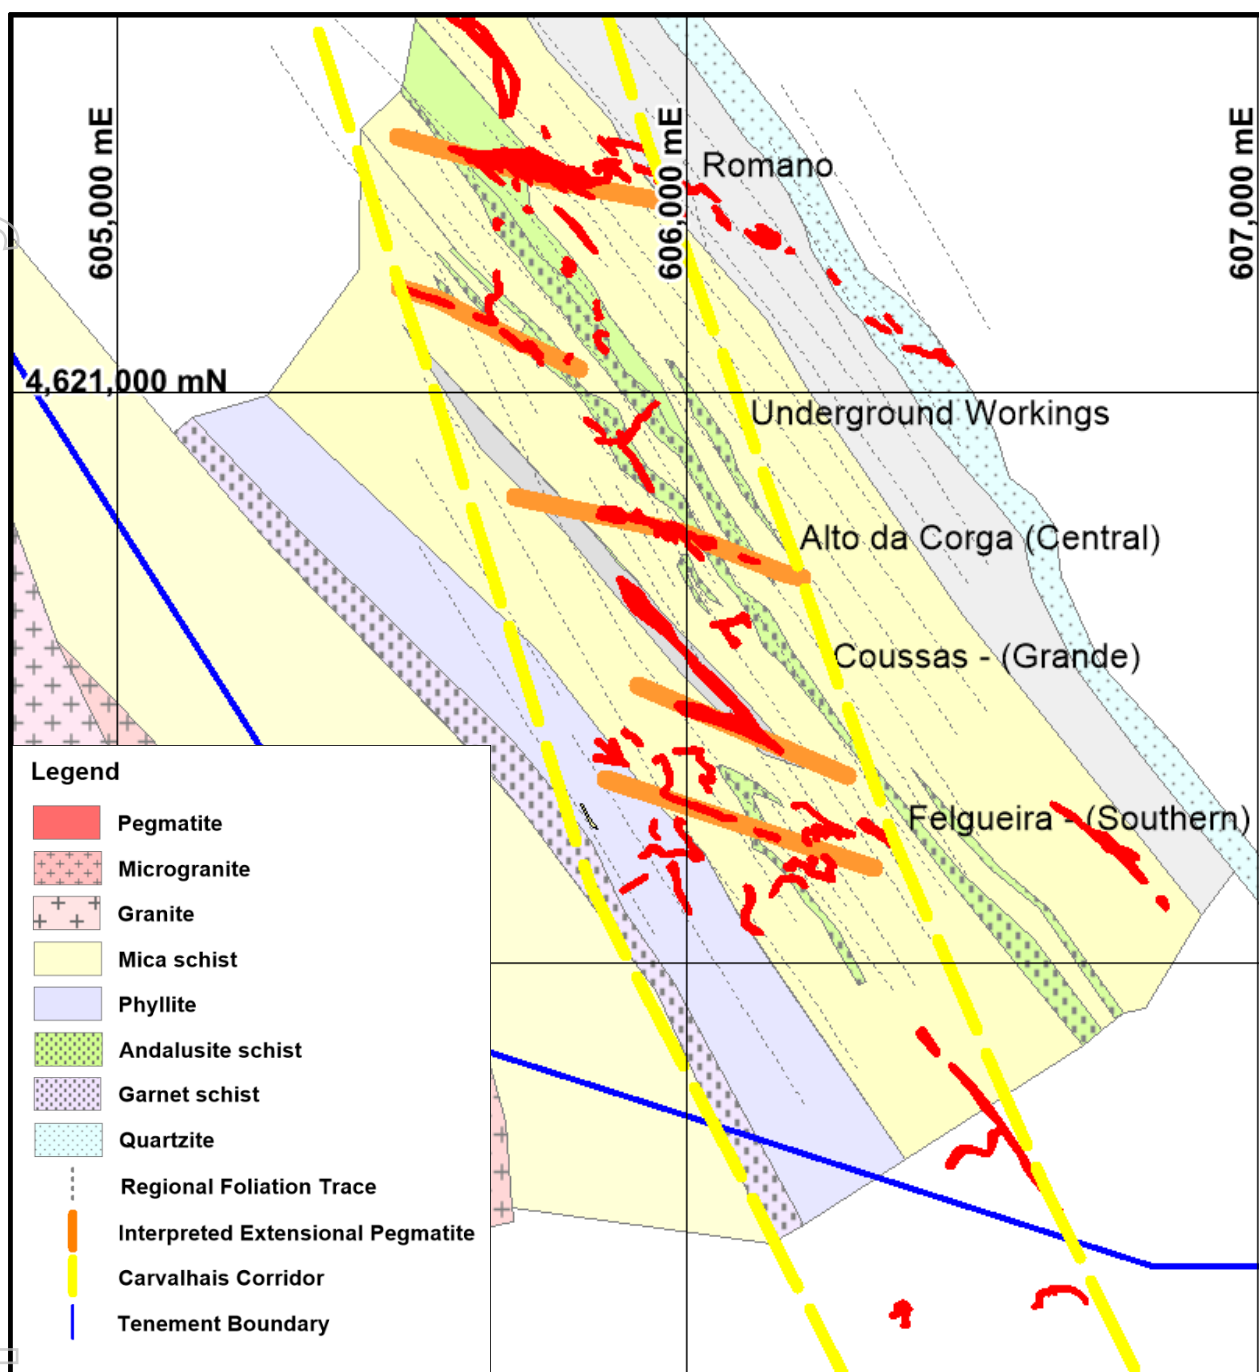 605,000 mE
606,000 mE
607,000 mE
Romano
4,621,000 mN
Underground Workings
Alto da Corga (Central)
Coussas - (Grande)
Felgueira - (Southern)
Legend
Pegmatite
Microgranite
Granite
Mica schist
Phyllite
Andalusite schist
Garnet schist
Quartzite
Regional Foliation Trace
Interpreted Extensional Pegmatite
Carvalhais Corridor
Tenement Boundary